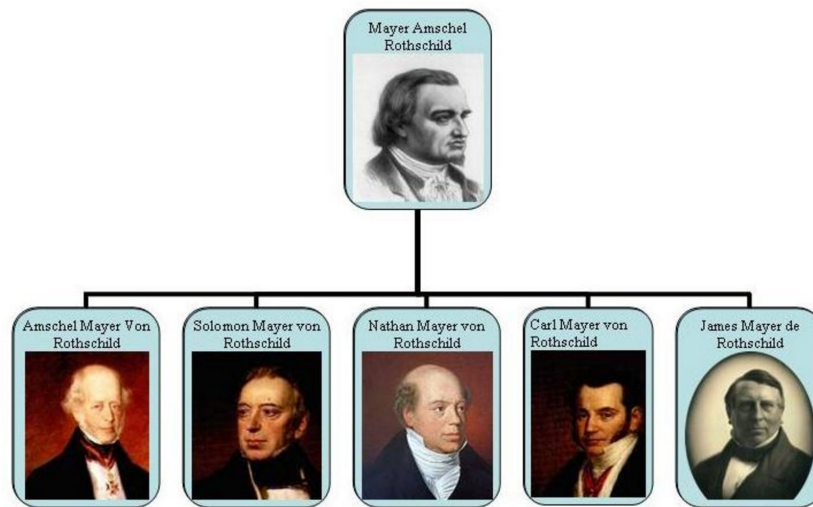 Mayer Amschel
Rothschild
Amschel Mayer Von
Rothschild
Solomon Mayer von
Rothschild
Nathan Mayer von
Rothschild
Carl Mayer von
Rothschild
James Mayer de
Rothschild